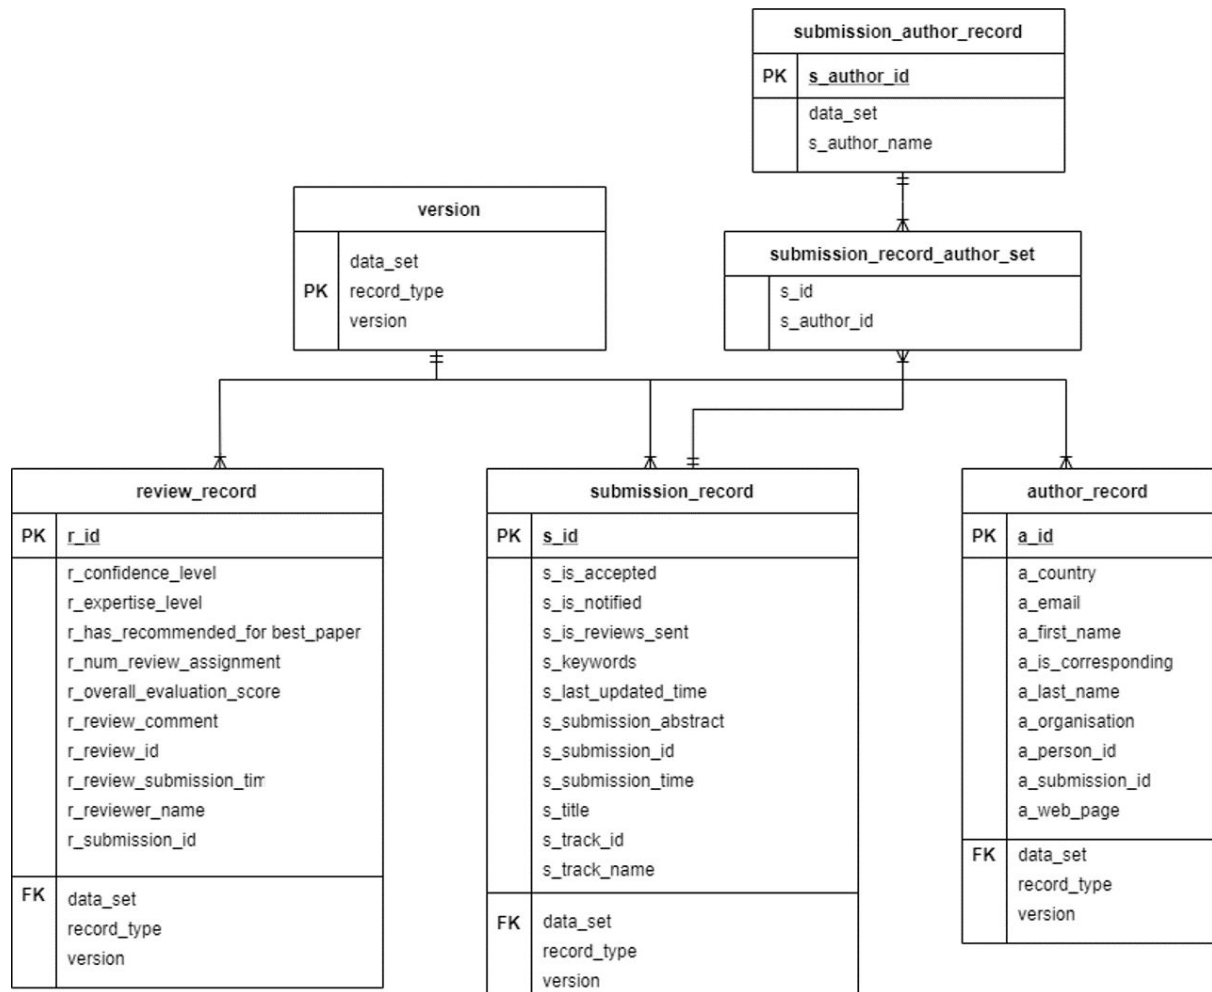 submission_author_record
PK s_author_id
data_set
s_author_name
version
data_set
PK record_type
version
submission_record_author_set
s_id
s_author_id
review_record
PK r_id
r_confidence_level
r_expertise_level
r_has_recommended_for best_paper
r_num_review_assignment
r_overall_evaluation_score
r_review_comment
r_review_id
r_review_submission_tim
r_reviewer_name
r_submission_id
FK data_set
record_type
version
submission_record
PK s_id
s_is_accepted
s_is_notified
s_is_reviews_sent
s_keywords
s_last_updated_time
s_submission_abstract
s_submission_id
s_submission_time
s_title
s_track_id
s_track_name
FK data_set
record_type
version
author_record
PK a_id
a_country
a_email
a_first_name
a_is_corresponding
a_last_name
a_organisation
a_person_id
a_submission_id
a_web_page
FK data_set
record_type
version